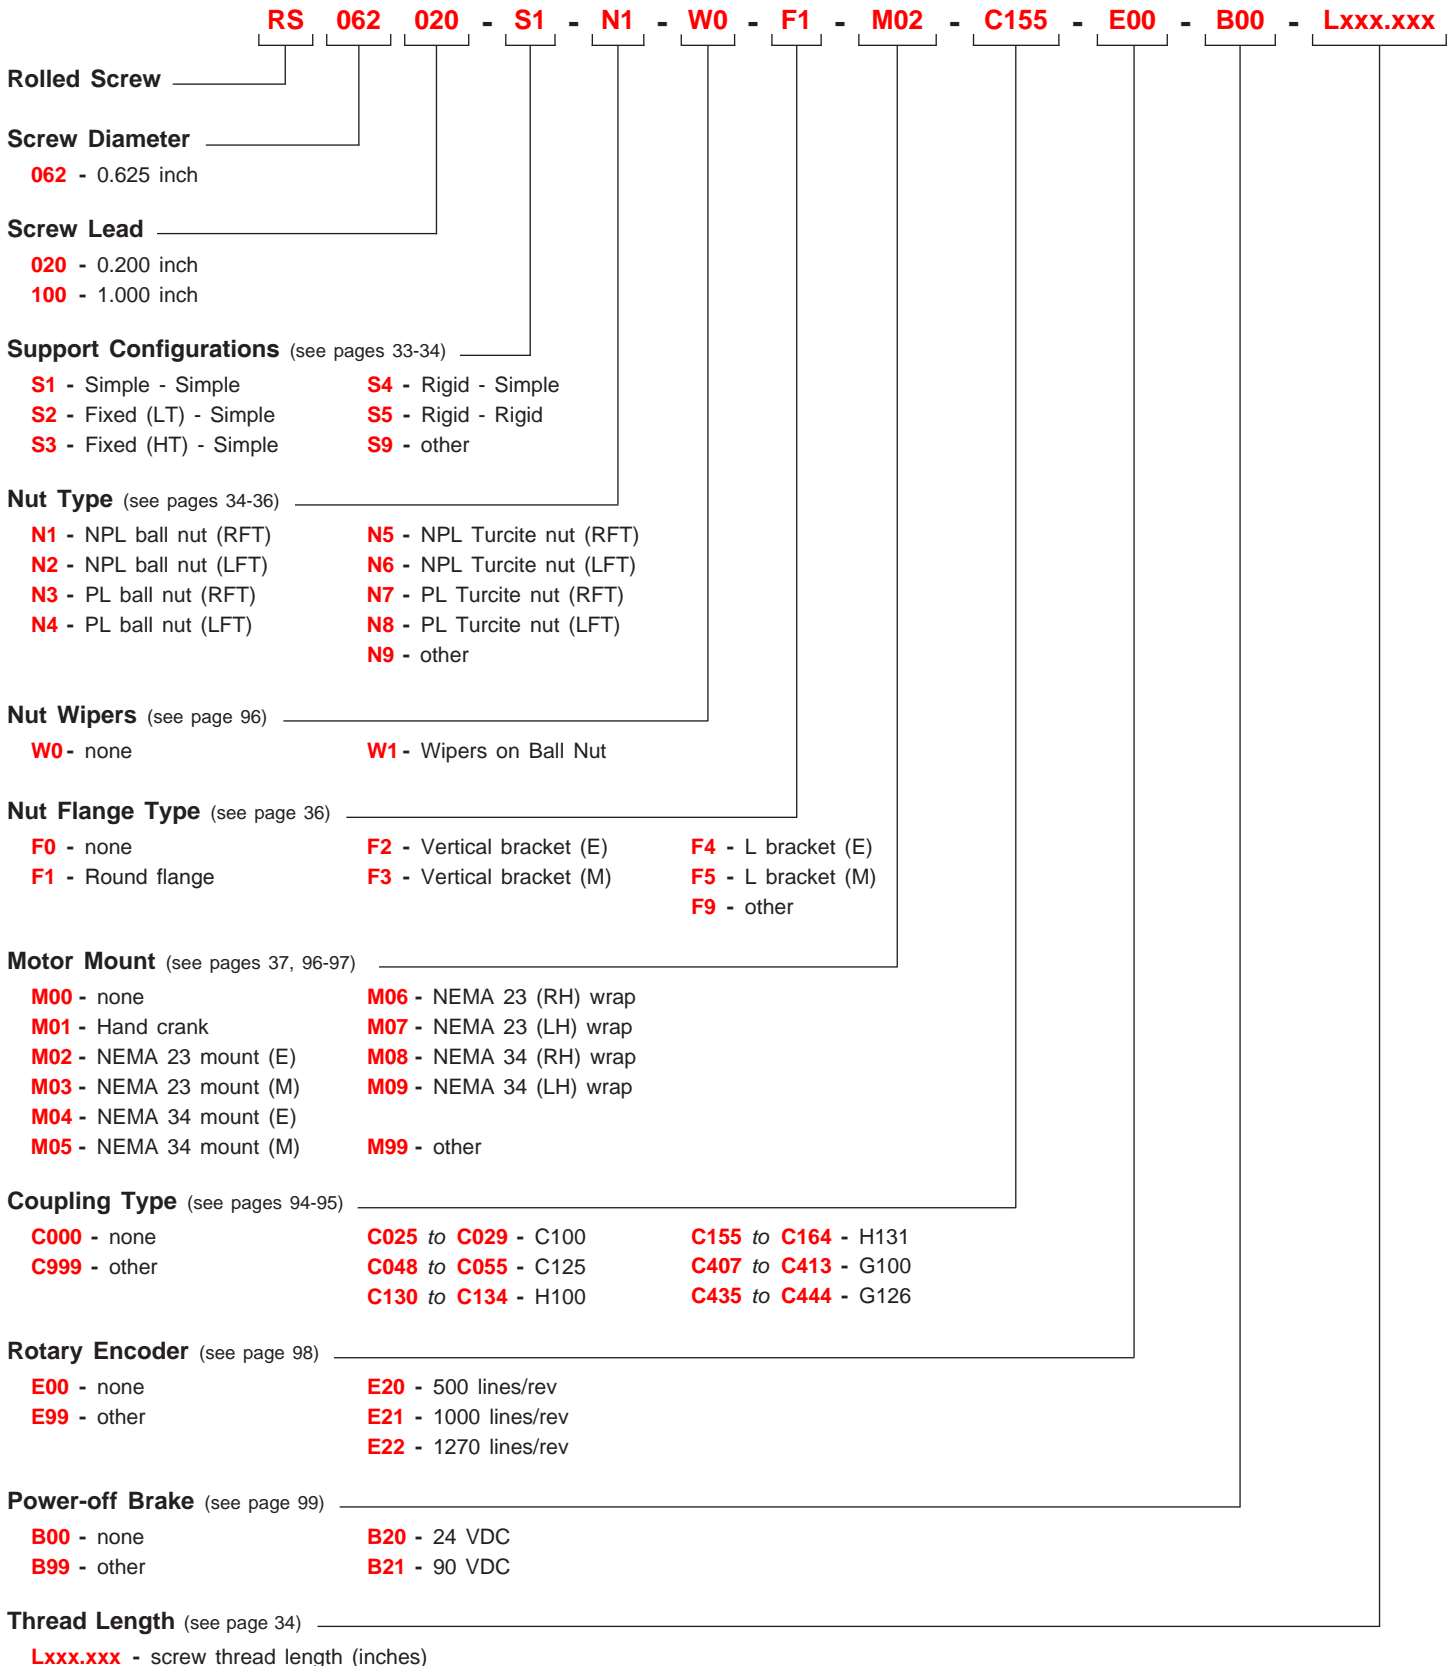 RS 062 020 - S1 - N1 - W0 - F1 - M02 - C155 - E00 - B00 - Lxxx.xxx
Rolled Screw
Screw Diameter
062 - 0.625 inch
Screw Lead
020 - 0.200 inch
100 - 1.000 inch
Support Configurations (see pages 33-34)
S1 - Simple - Simple S4 - Rigid - Simple
S2 - Fixed (LT) - Simple S5 - Rigid - Rigid
S3 - Fixed (HT) - Simple S9 - other
Nut Type (see pages 34-36)
N1 - NPL ball nut (RFT) N5 - NPL Turcite nut (RFT)
N2 - NPL ball nut (LFT) N6 - NPL Turcite nut (LFT)
N3 - PL ball nut (RFT) N7 - PL Turcite nut (RFT)
N4 - PL ball nut (LFT) N8 - PL Turcite nut (LFT)
N9 - other
Nut Wipers (see page 96)
W0 - none W1 - Wipers on Ball Nut
Nut Flange Type (see page 36)
F0 - none F2 - Vertical bracket (E) F4 - L bracket (E)
F1 - Round flange F3 - Vertical bracket (M) F5 - L bracket (M)
F9 - other
Motor Mount (see pages 37, 96-97)
M00 - none M06 - NEMA 23 (RH) wrap
M01 - Hand crank M07 - NEMA 23 (LH) wrap
M02 - NEMA 23 mount (E) M08 - NEMA 34 (RH) wrap
M03 - NEMA 23 mount (M) M09 - NEMA 34 (LH) wrap
M04 - NEMA 34 mount (E)
M05 - NEMA 34 mount (M) M99 - other
Coupling Type (see pages 94-95)
C000 - none C025 to C029 - C100 C155 to C164 - H131
C999 - other C048 to C055 - C125 C407 to C413 - G100
C130 to C134 - H100 C435 to C444 - G126
Rotary Encoder (see page 98)
E00 - none E20 - 500 lines/rev
E99 - other E21 - 1000 lines/rev
E22 - 1270 lines/rev
Power-off Brake (see page 99)
B00 - none B20 - 24 VDC
B99 - other B21 - 90 VDC
Thread Length (see page 34)
Lxxx.xxx - screw thread length (inches)